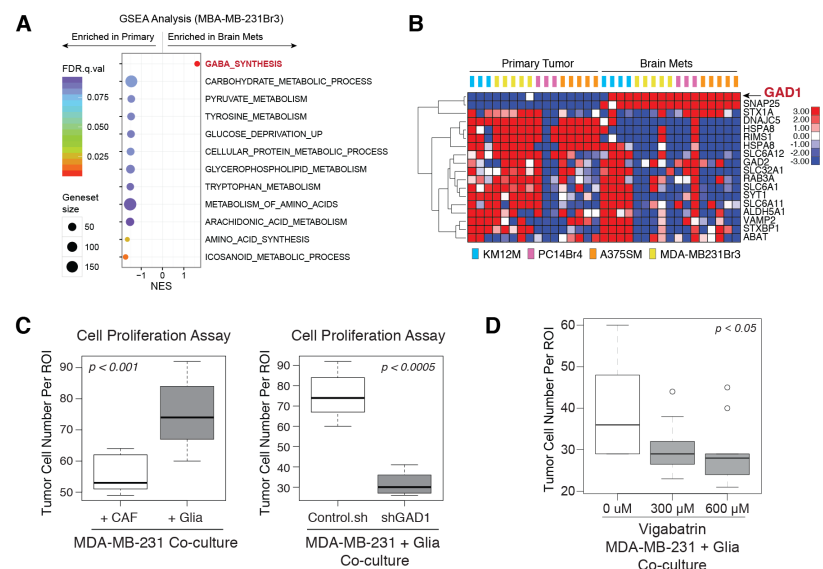 A
GSEA Analysis (MBA-MB-231Br3)
Enriched in Primary
Enriched in Brain Mets
FDR.q.val
0.075
0.050
0.025
Geneset
size
50
100
150
GABA_SYNTHESIS
CARBOHYDRATE_METABOLIC_PROCESS
PYRUVATE_METABOLISM
TYROSINE_METABOLISM
GLUCOSE_DEPRIVATION_UP
CELLULAR_PROTEIN_METABOLIC_PROCESS
GLYCEROPHOSPHOLIPID_METABOLISM
TRYPTOPHAN_METABOLISM
METABOLISM_OF_AMINO_ACIDS
ARACHIDONIC_ACID_METABOLISM
AMINO_ACID_SYNTHESIS
ICOSANOID_METABOLIC_PROCESS
-1 0 1
NES
B
Primary Tumor
Brain Mets
GAD1
SNAP25
STX1A
DNAJC5
HSPA8
RIMS1
HSPA8
SLC6A12
GAD2
SLC32A1
RAB3A
SLC6A1
SYT1
SLC6A11
ALDH5A1
VAMP2
STXBP1
ABAT
3.00
2.00
1.00
0.00
-1.00
-2.00
-3.00
KM12M PC14Br4 A375SM MDA-MB231Br3
C
Cell Proliferation Assay
Tumor Cell Number Per ROI
p < 0.001
90
80
70
60
50
+ CAF + Glia
MDA-MB-231 Co-culture
Cell Proliferation Assay
Tumor Cell Number Per ROI
p < 0.0005
90
80
70
60
50
40
30
Control.sh shGAD1
MDA-MB-231 + Glia
Co-culture
D
Tumor Cell Number Per ROI
p < 0.05
60
50
40
30
20
0 uM 300 µM 600 µM
Vigabatrin
MDA-MB-231 + Glia
Co-culture